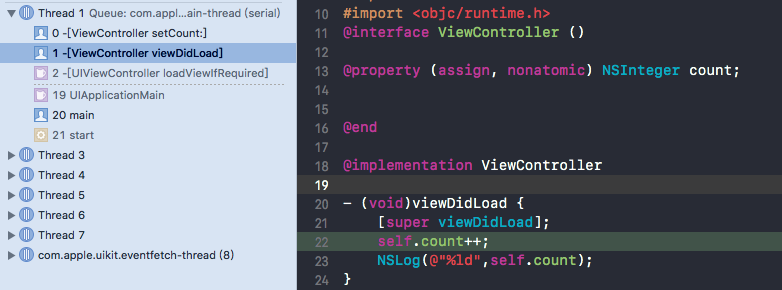 Thread 1 Queue: com.appl...ain-thread (serial)
0 -[ViewController setCount:]
1 -[ViewController viewDidLoad]
2 -[UIViewController loadViewIfRequired]
19 UIApplicationMain
20 main
21 start
Thread 3
Thread 4
Thread 5
Thread 6
Thread 7
com.apple.uikit.eventfetch-thread (8)
10 #import <objc/runtime.h>
11 @interface ViewController ()
12
13 @property (assign, nonatomic) NSInteger count;
14
15
16 @end
17
18 @implementation ViewController
19
20 - (void)viewDidLoad {
21 [super viewDidLoad];
22 self.count++;
23 NSLog(@"%ld",self.count);
24 }